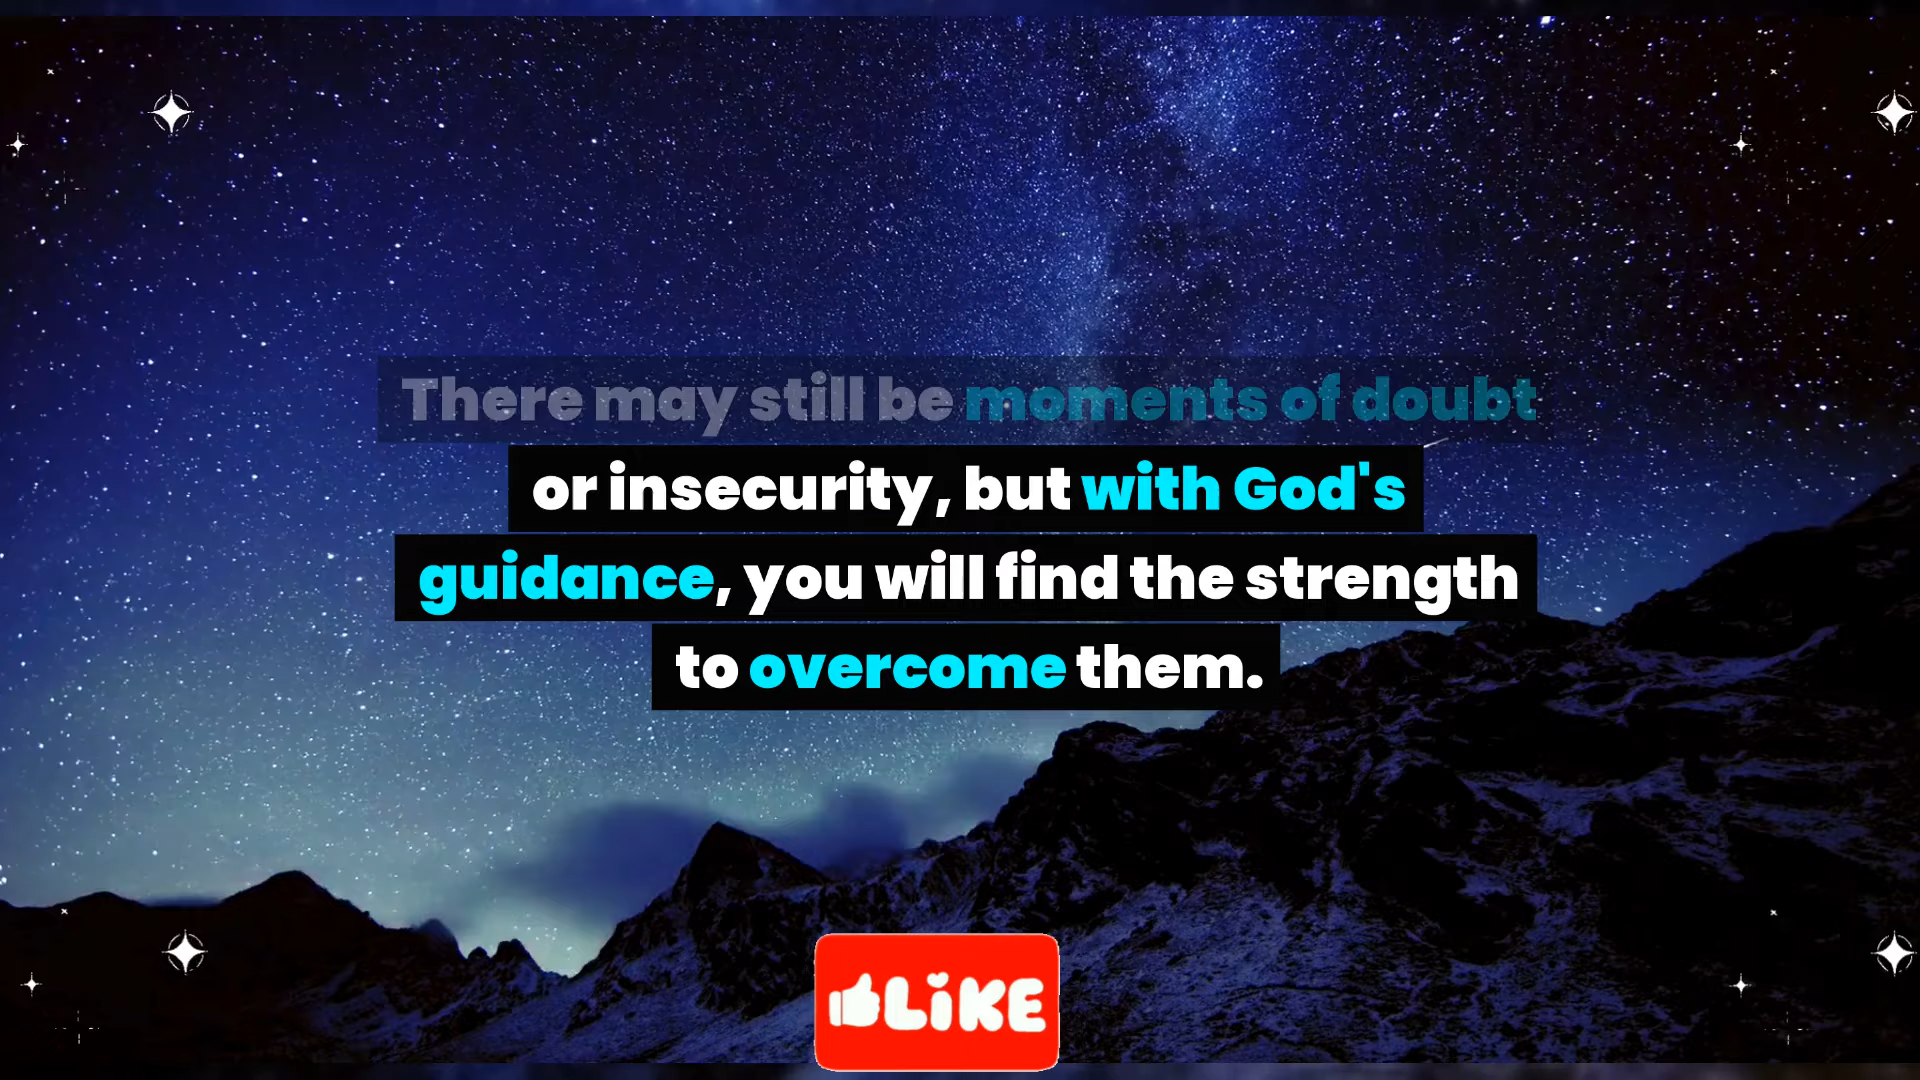 There may still be moments of doubt
or insecurity, but with God's
guidance, you will find the strength
to overcome them.
LiKE